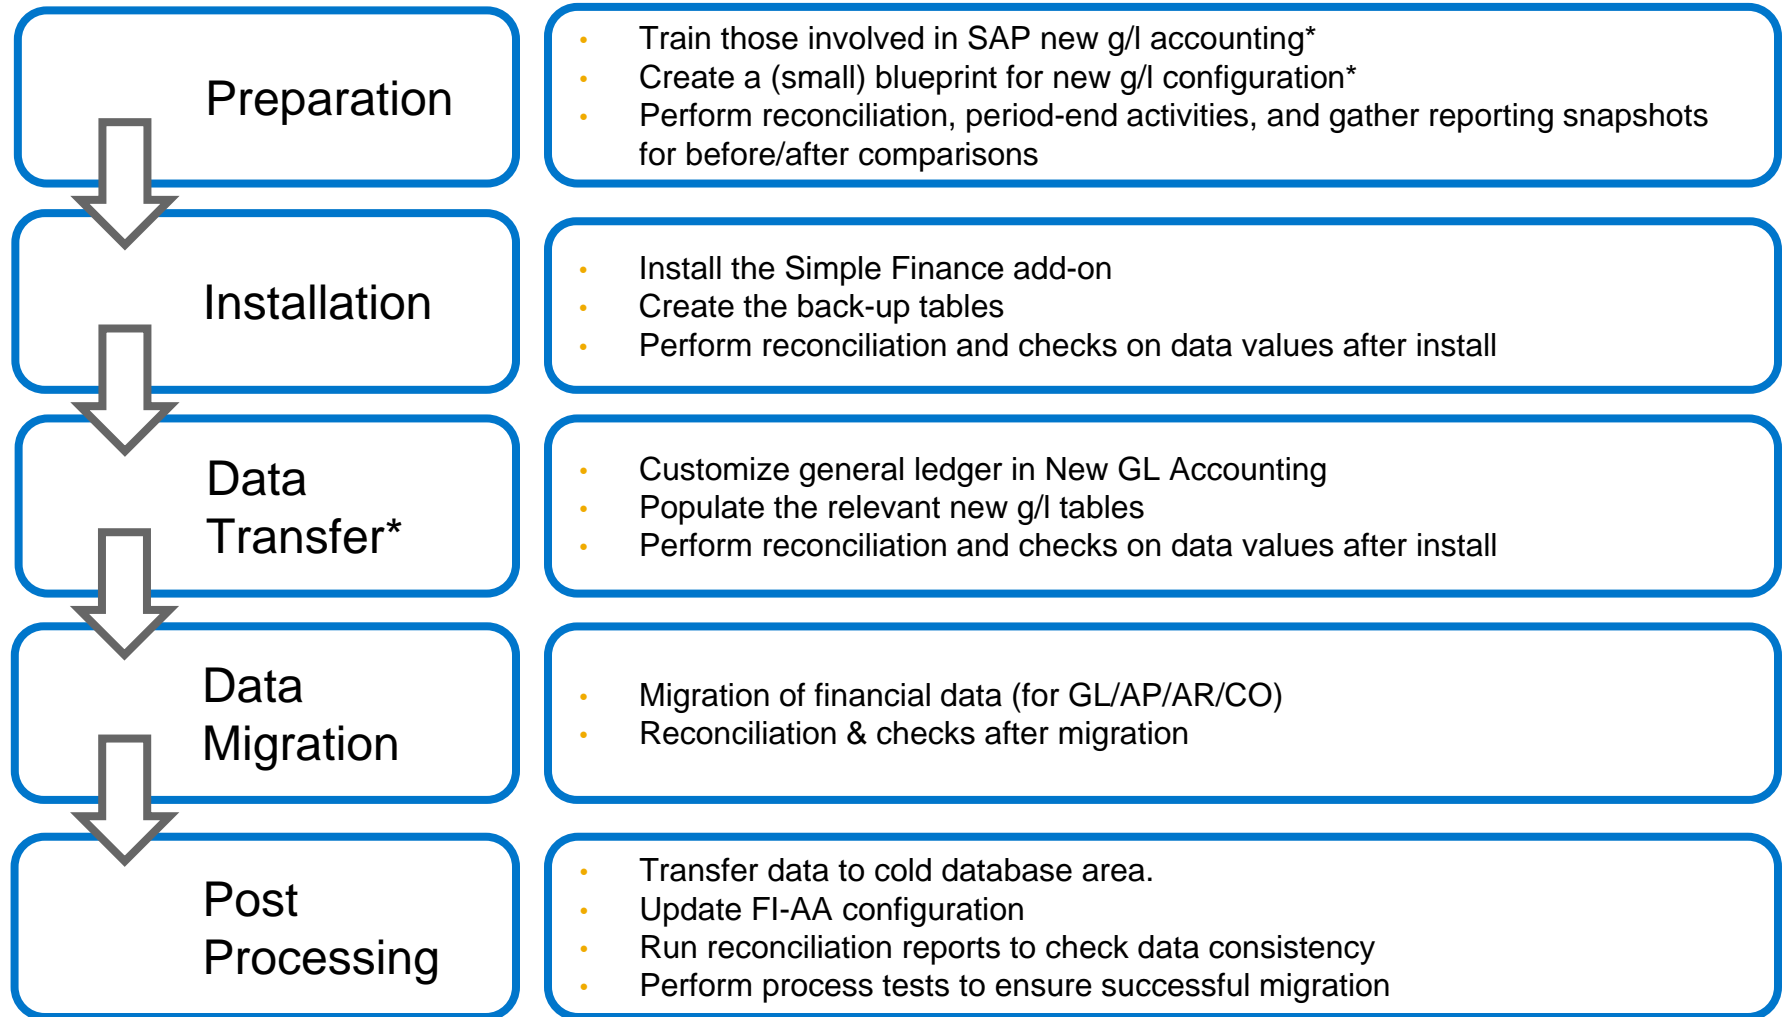 Preparation
• Train those involved in SAP new g/l accounting*
• Create a (small) blueprint for new g/l configuration*
• Perform reconciliation, period-end activities, and gather reporting snapshots
for before/after comparisons
Installation
• Install the Simple Finance add-on
• Create the back-up tables
• Perform reconciliation and checks on data values after install
Data
Transfer*
• Customize general ledger in New GL Accounting
• Populate the relevant new g/l tables
• Perform reconciliation and checks on data values after install
Data
Migration
• Migration of financial data (for GL/AP/AR/CO)
• Reconciliation & checks after migration
Post
Processing
• Transfer data to cold database area.
• Update FI-AA configuration
• Run reconciliation reports to check data consistency
• Perform process tests to ensure successful migration